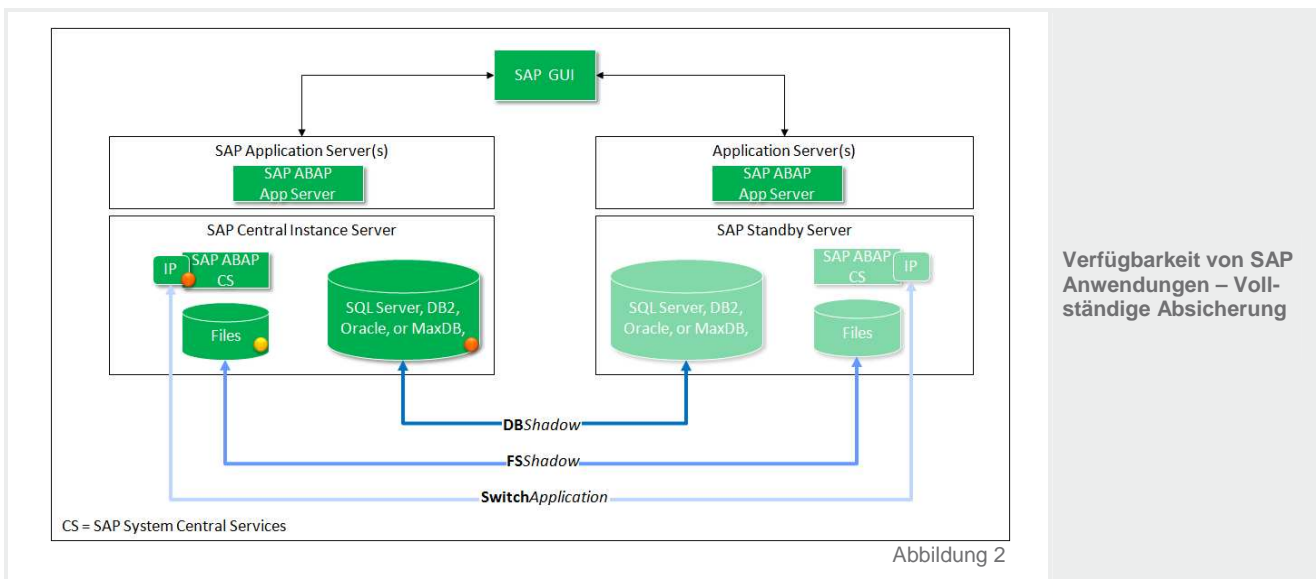 SAP GUI
SAP Application Server(s)
SAP ABAP
App Server
Application Server(s)
SAP ABAP
App Server
SAP Central Instance Server
IP
SAP ABAP
CS
Files
SQL Server, DB2,
Oracle, or MaxDB,
SAP Standby Server
SQL Server, DB2,
Oracle, or MaxDB,
SAP ABAP
CS
IP
Files
DBShadow
FSShadow
SwitchApplication
CS = SAP System Central Services
Abbildung 2
Verfügbarkeit von SAP
Anwendungen – Voll-
ständige Absicherung